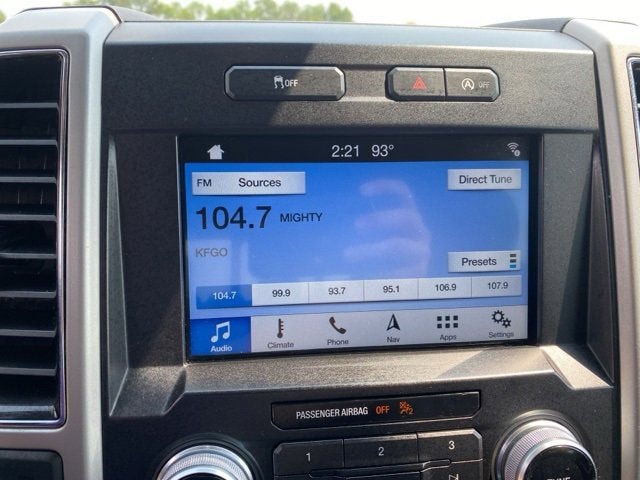 OFF
A OFF
2:21 93°
FM Sources Direct Tune
104.7 MIGHTY
KFGO
Presets
104.7 99.9 93.7 95.1 106.9 107.9
Audio Climate Phone Nav Apps Settings
PASSENGER AIRBAG OFF
1 2 3
TUNE